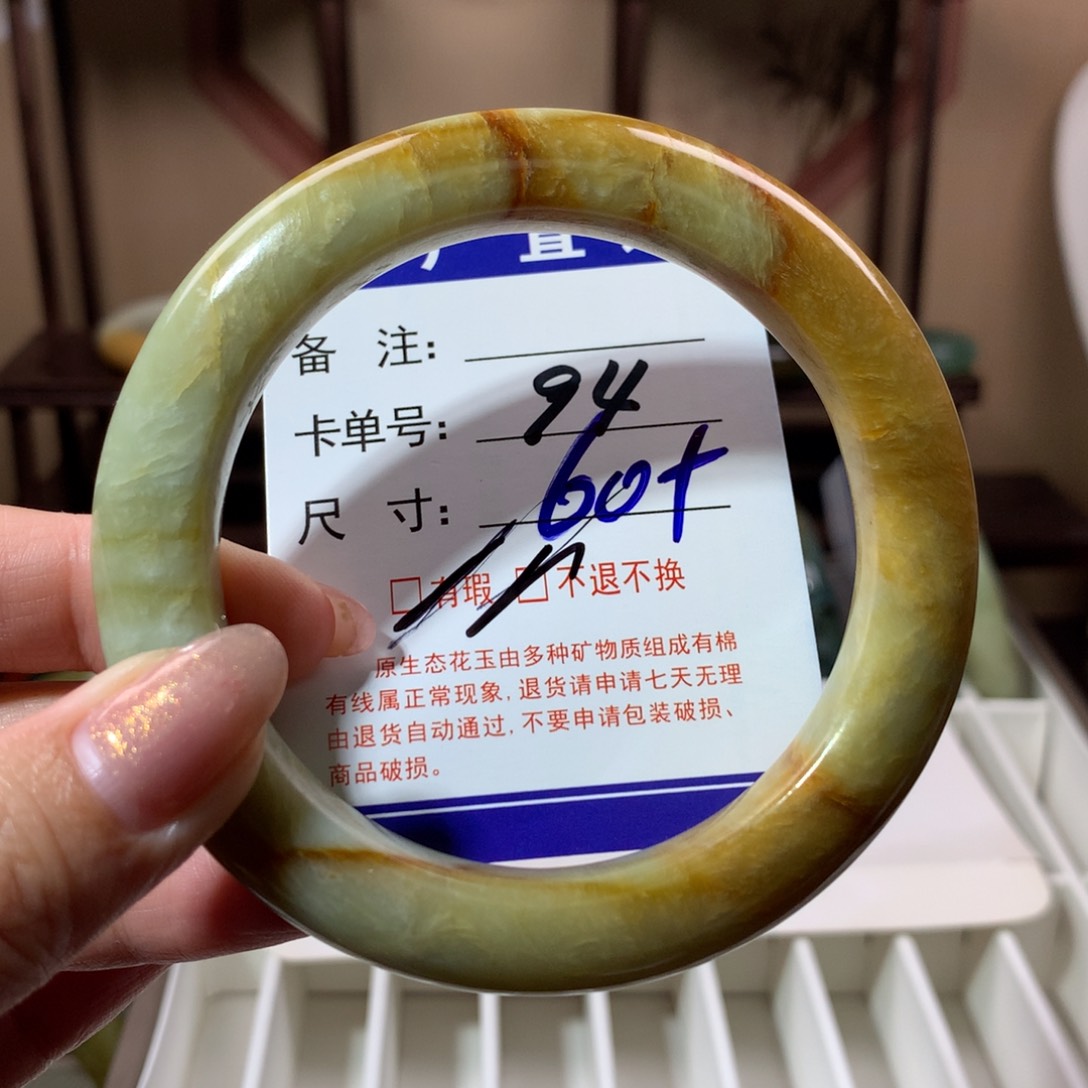 直
备 注:
卡单号: 94
尺 寸: 60+
□有瑕 □不退不换
原生态花玉由多种矿物质组成有棉
有线属正常现象,退货请申请七天无理
由退货自动通过,不要申请包装破损、
商品破损。